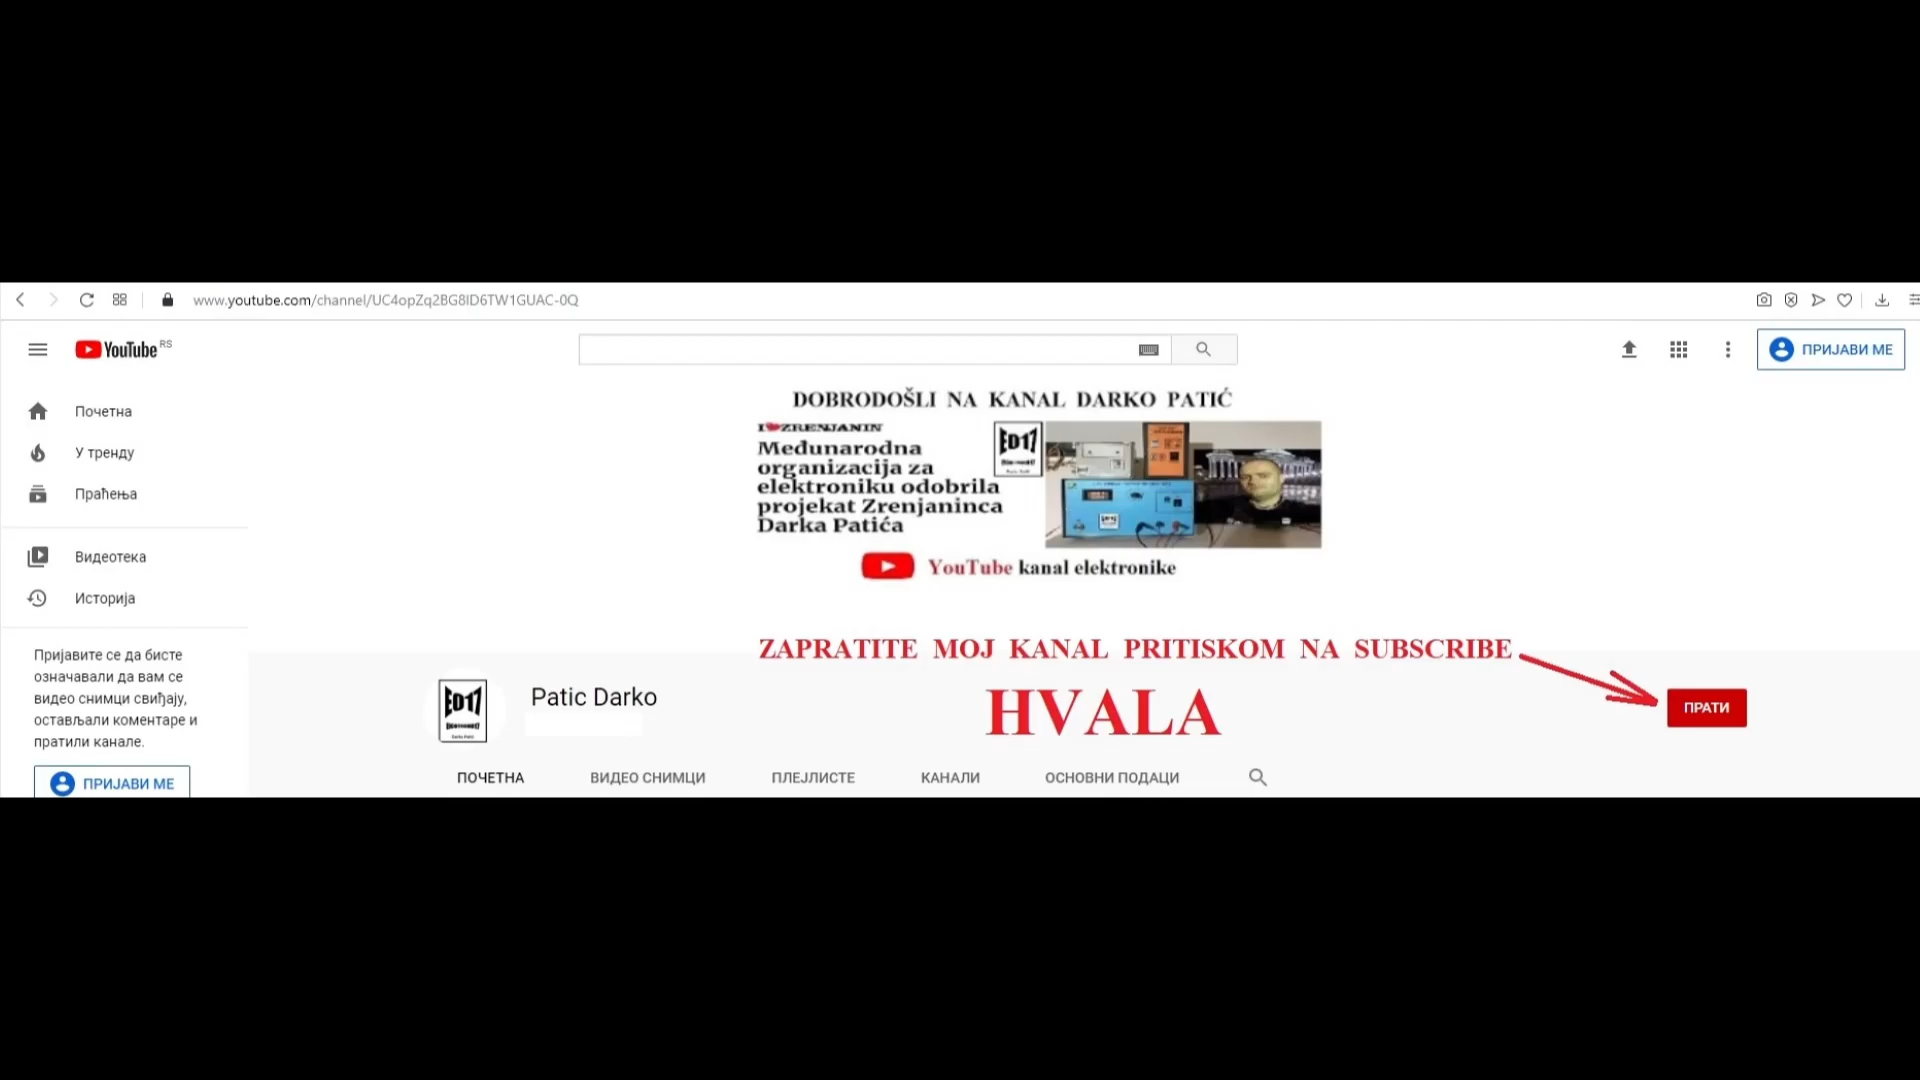 www.youtube.com/channel/UC4opZq2BG8lD6TW1GUAC-0Q
YouTube RS
ПРИЈАВИ МЕ
Почетна
У тренду
Праћења
Видеотека
Историја
Пријавите се да бисте
означавали да вам се
видео снимци свиђају,
остављали коментаре и
пратили канале.
ПРИЈАВИ МЕ
DOBRODOŠLI NA KANAL DARKO PATIĆ
I ZRENJANIN
Međunarodna
organizacija za
elektroniku odobrila
projekat Zrenjaninca
Darka Patića
ED17
YouTube kanal elektronike
ZAPRATITE MOJ KANAL PRITISKOM NA SUBSCRIBE
HVALA
ПРАТИ
ED17
Patic Darko
ПОЧЕТНА
ВИДЕО СНИМЦИ
ПЛЕЈЛИСТЕ
КАНАЛИ
ОСНОВНИ ПОДАЦИ